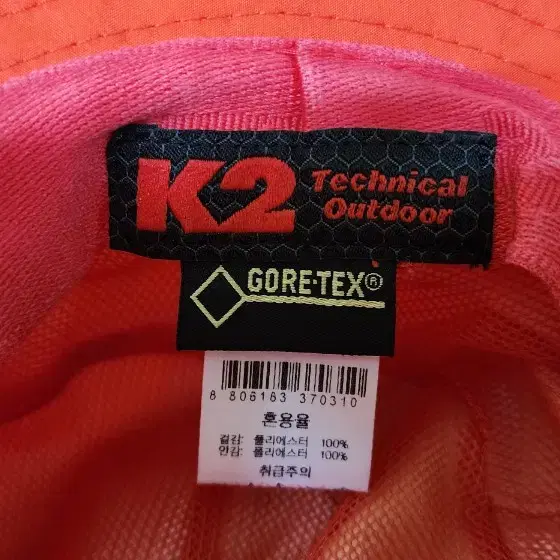 K2
Technical
Outdoor
GORE-TEX®
8 806183 370310
혼용율
겉감: 폴리에스터 100%
안감: 폴리에스터 100%
취급주의